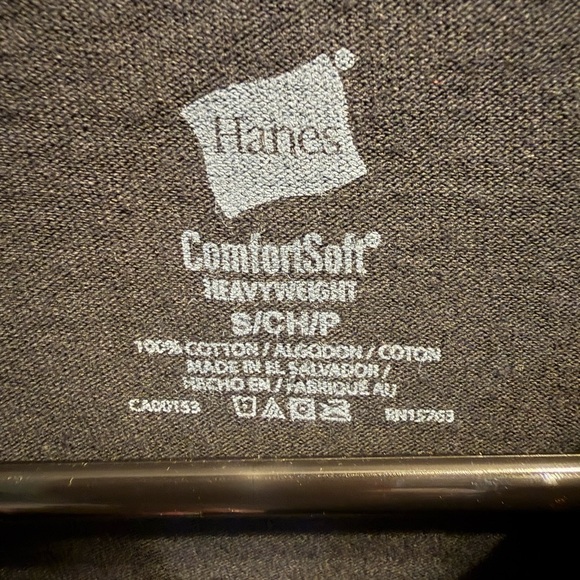 Hanes®
ComfortSoft®
HEAVYWEIGHT
S/CH/P
100% COTTON / ALGODON / COTON
MADE IN EL SALVADOR /
HECHO EN / FABRIQUÉ AU
CA00153 RN15763